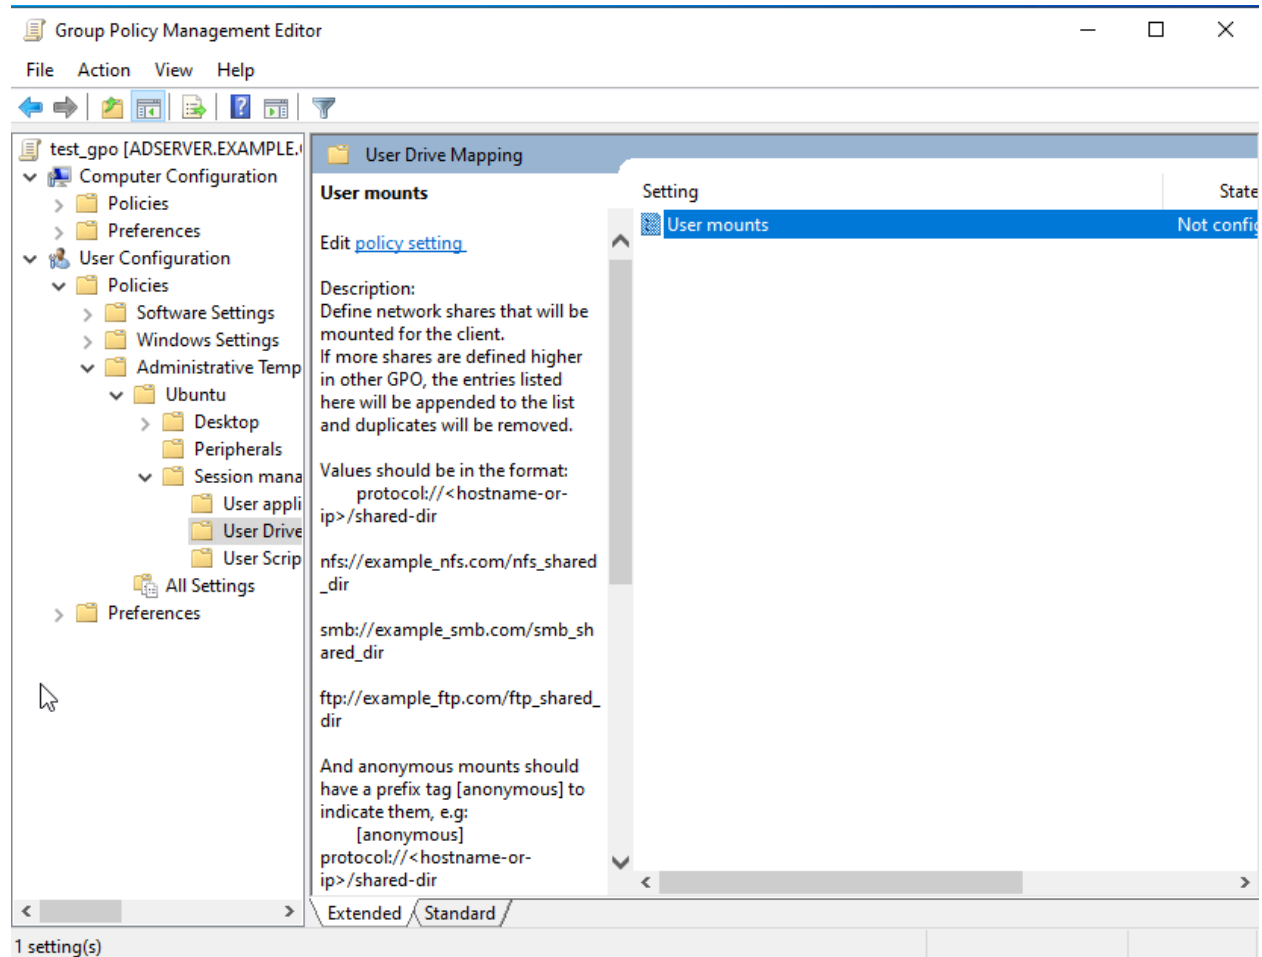 Group Policy Management Editor
File Action View Help
test_gpo [ADSERVER.EXAMPLE.
Computer Configuration
Policies
Preferences
User Configuration
Policies
Software Settings
Windows Settings
Administrative Temp
Ubuntu
Desktop
Peripherals
Session mana
User appli
User Drive
User Scrip
All Settings
Preferences
User Drive Mapping
User mounts
Edit policy setting
Description:
Define network shares that will be
mounted for the client.
If more shares are defined higher
in other GPO, the entries listed
here will be appended to the list
and duplicates will be removed.
Values should be in the format:
protocol://<hostname-or-
ip>/shared-dir
nfs://example_nfs.com/nfs_shared
_dir
smb://example_smb.com/smb_sh
ared_dir
ftp://example_ftp.com/ftp_shared_
dir
And anonymous mounts should
have a prefix tag [anonymous] to
indicate them, e.g:
[anonymous]
protocol://<hostname-or-
ip>/shared-dir
Setting State
User mounts Not config
Extended Standard
1 setting(s)